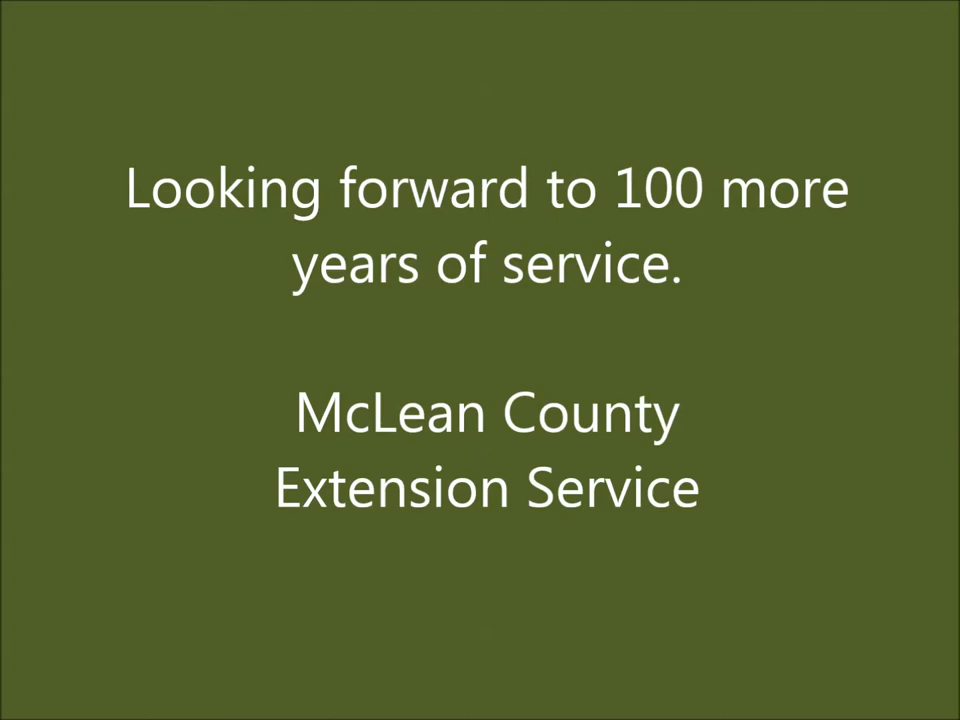 Looking forward to 100 more
years of service.
McLean County
Extension Service